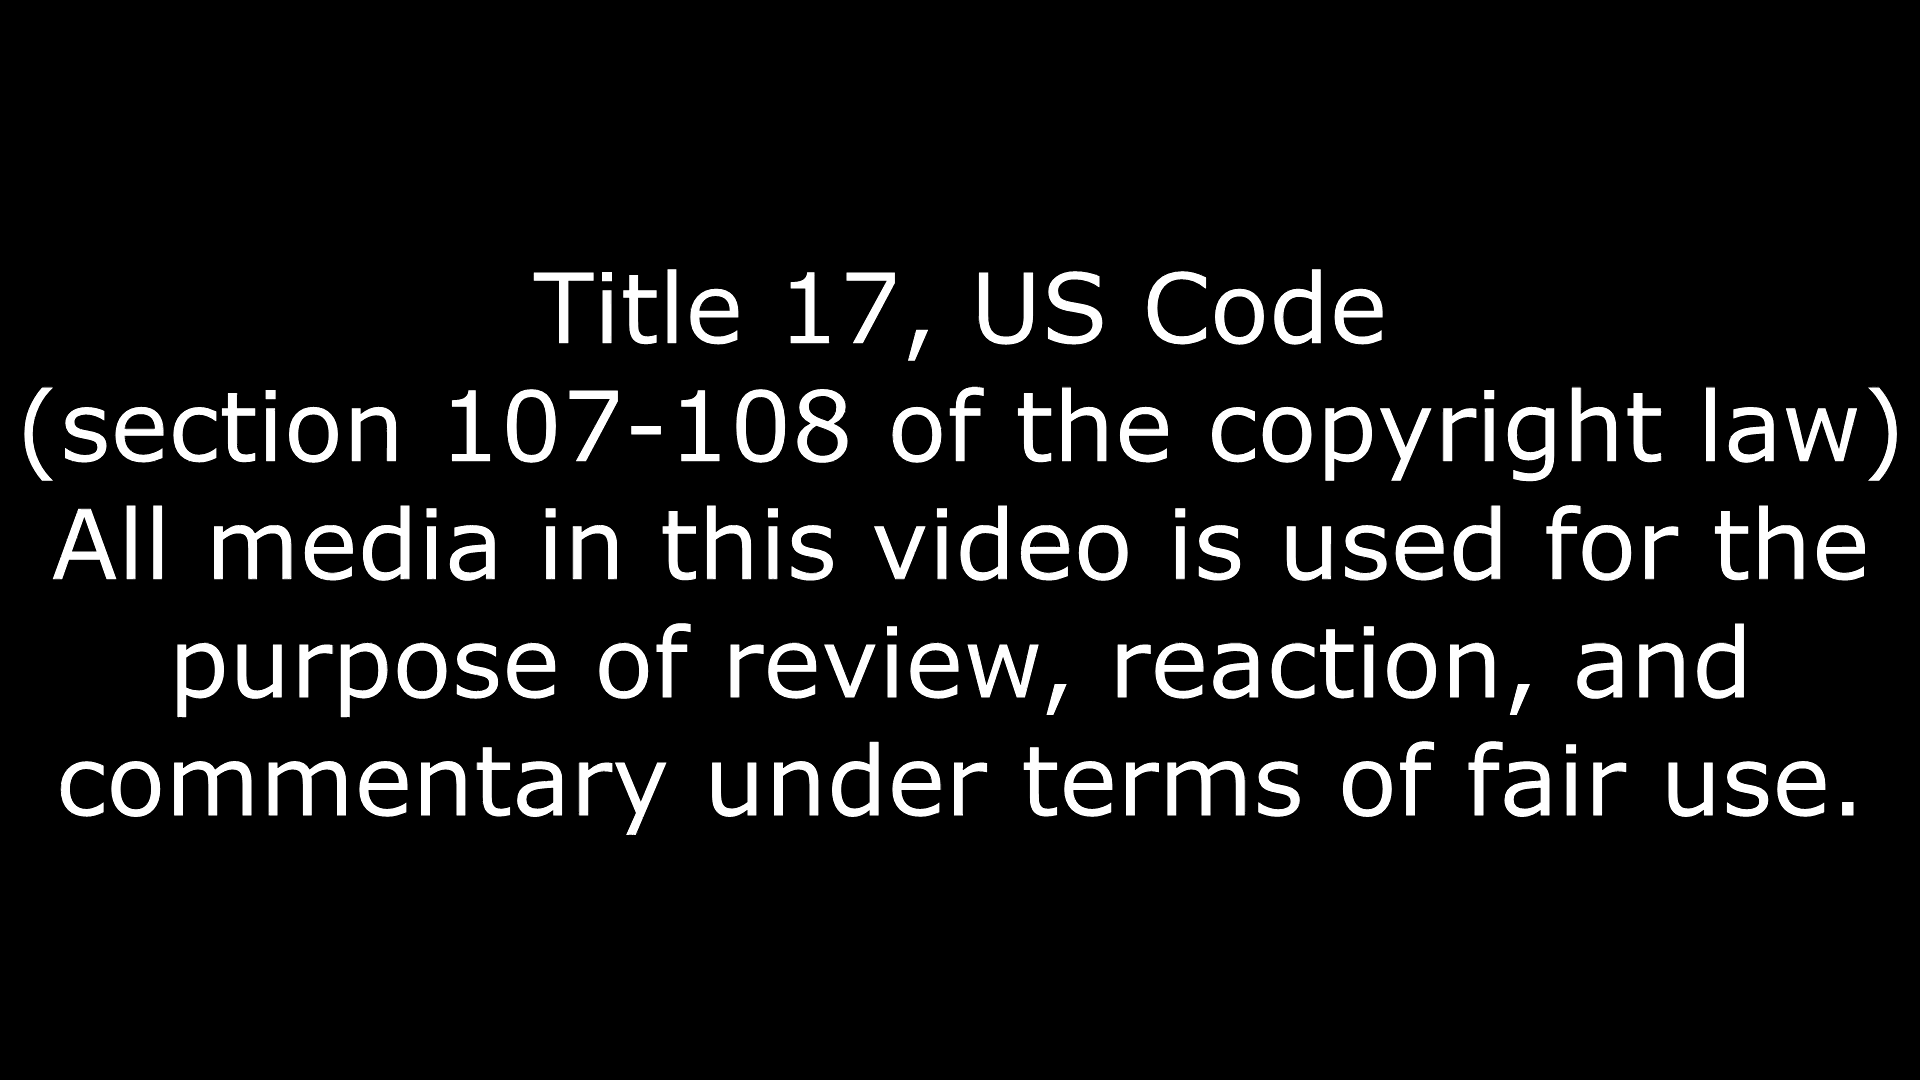 Title 17, US Code
(section 107-108 of the copyright law)
All media in this video is used for the
purpose of review, reaction, and
commentary under terms of fair use.